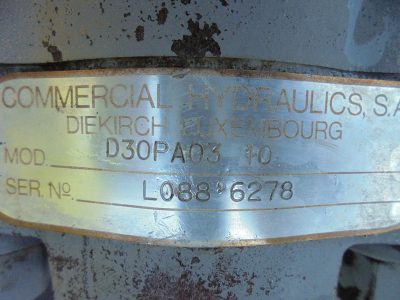 COMMERCIAL HYDRAULICS, S.A
DIEKIRCH LUXEMBOURG
MOD. D30PA03 10
SER. No. L088 6278